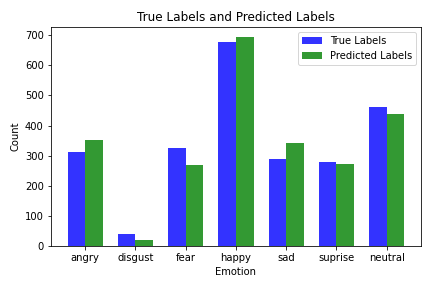 True Labels and Predicted Labels
True Labels
Predicted Labels
Count
700
600
500
400
300
200
100
0
angry disgust fear happy sad suprise neutral
Emotion